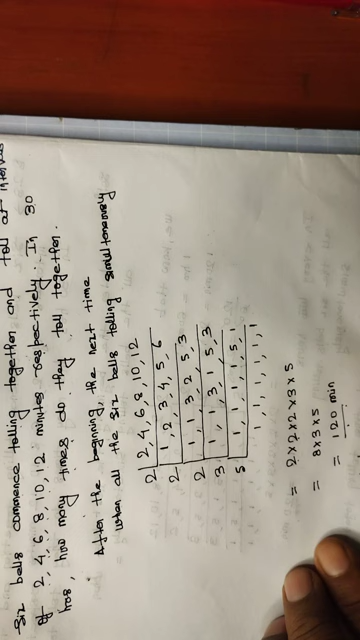 Six bells commence tolling together and toll at intervals
of 2, 4, 6, 8, 10, 12 minutes respectively. In 30
hrs, how many times do they toll together.
After the beginning, the next time
when all the six bells tolling simultaneously
2 2, 4, 6, 8, 10, 12
2 1, 2, 3, 4, 5, 6
2 1, 1, 3, 2, 5, 3
3 1, 1, 3, 1, 5, 3
5 1, 1, 1, 1, 5, 1
1, 1, 1, 1, 1, 1
= 2 x 2 x 2 x 3 x 5
= 8 x 3 x 5
= 120 min